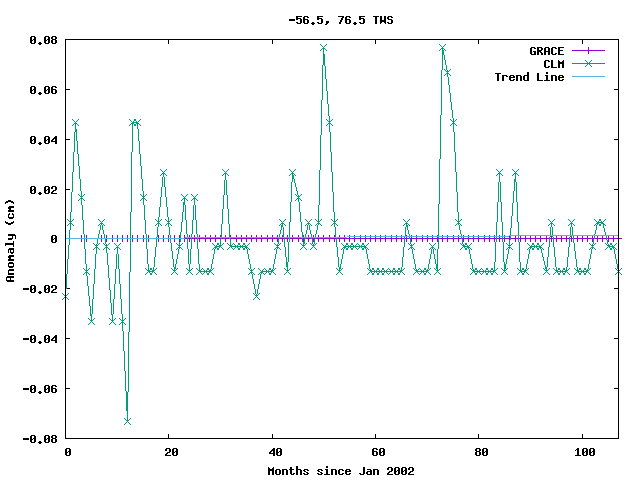 -56.5, 76.5 TWS
GRACE
CLM
Trend Line
Anomaly (cm)
0.08
0.06
0.04
0.02
0
-0.02
-0.04
-0.06
-0.08
0 20 40 60 80 100
Months since Jan 2002